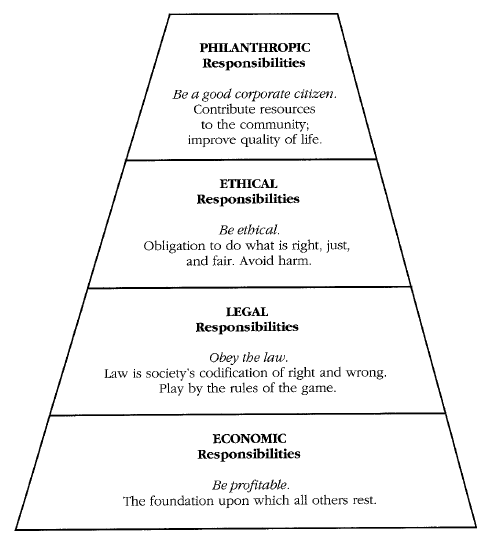 PHILANTHROPIC
Responsibilities
Be a good corporate citizen.
Contribute resources
to the community;
improve quality of life.
ETHICAL
Responsibilities
Be ethical.
Obligation to do what is right, just,
and fair. Avoid harm.
LEGAL
Responsibilities
Obey the law.
Law is society's codification of right and wrong.
Play by the rules of the game.
ECONOMIC
Responsibilities
Be profitable.
The foundation upon which all others rest.